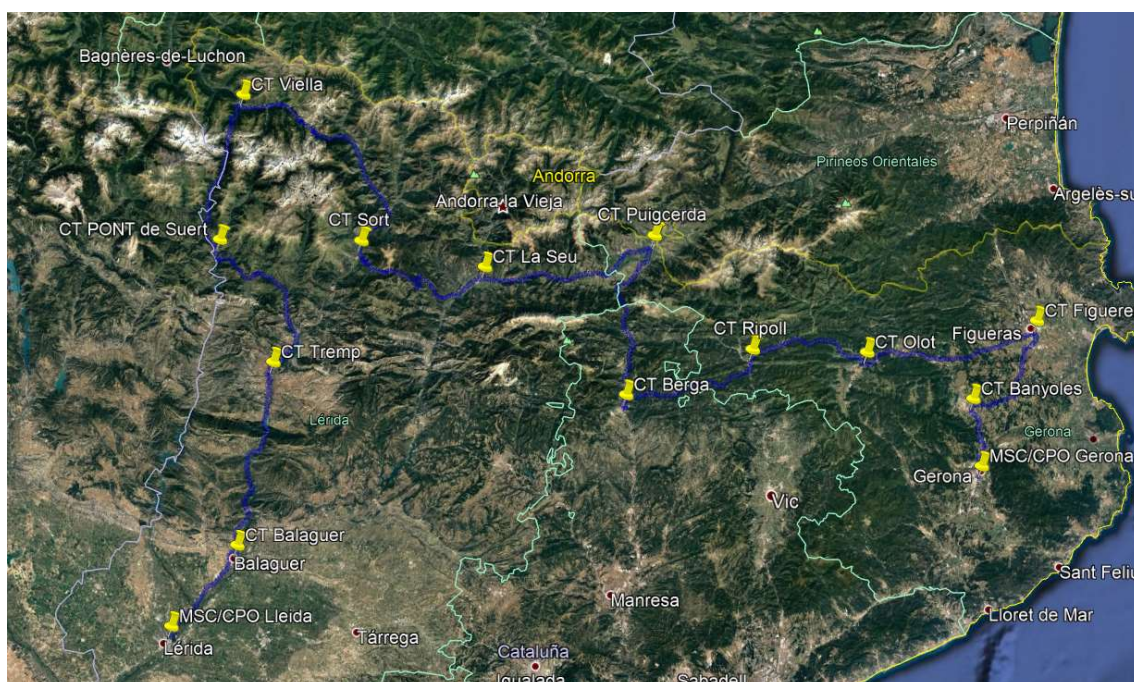 Bagnères-de-Luchon
CT Viella
Perpiñán
Pirineos Orientales
Andorra
Andorra la Vieja
Argelès-su
CT PONT de Suert
CT Sort
CT Puigcerda
CT La Seu
CT Figuere
Figueras
CT Ripoll
CT Olot
CT Tremp
CT Berga
CT Banyoles
Lérida
Gerona
MSC/CPO Gerona
Gerona
Vic
CT Balaguer
Balaguer
Sant Feliu
Manresa
MSC/CPO Lleida
Lloret de Mar
Lérida
Tárrega
Cataluña
Igualada
Sabadell